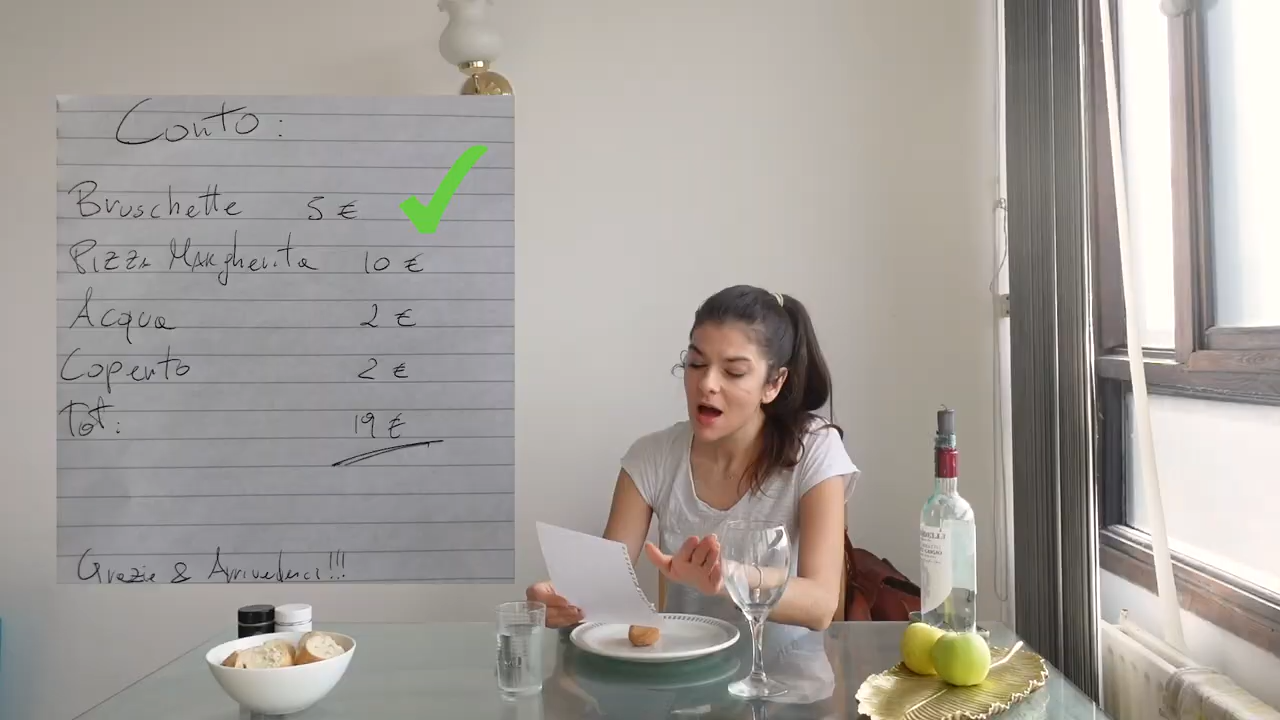 Conto:
Bruschette 5 €
Pizza Margherita 10 €
Acqua 2 €
Coperto 2 €
Tot: 19 €
Grazie & Arrivederci!!!